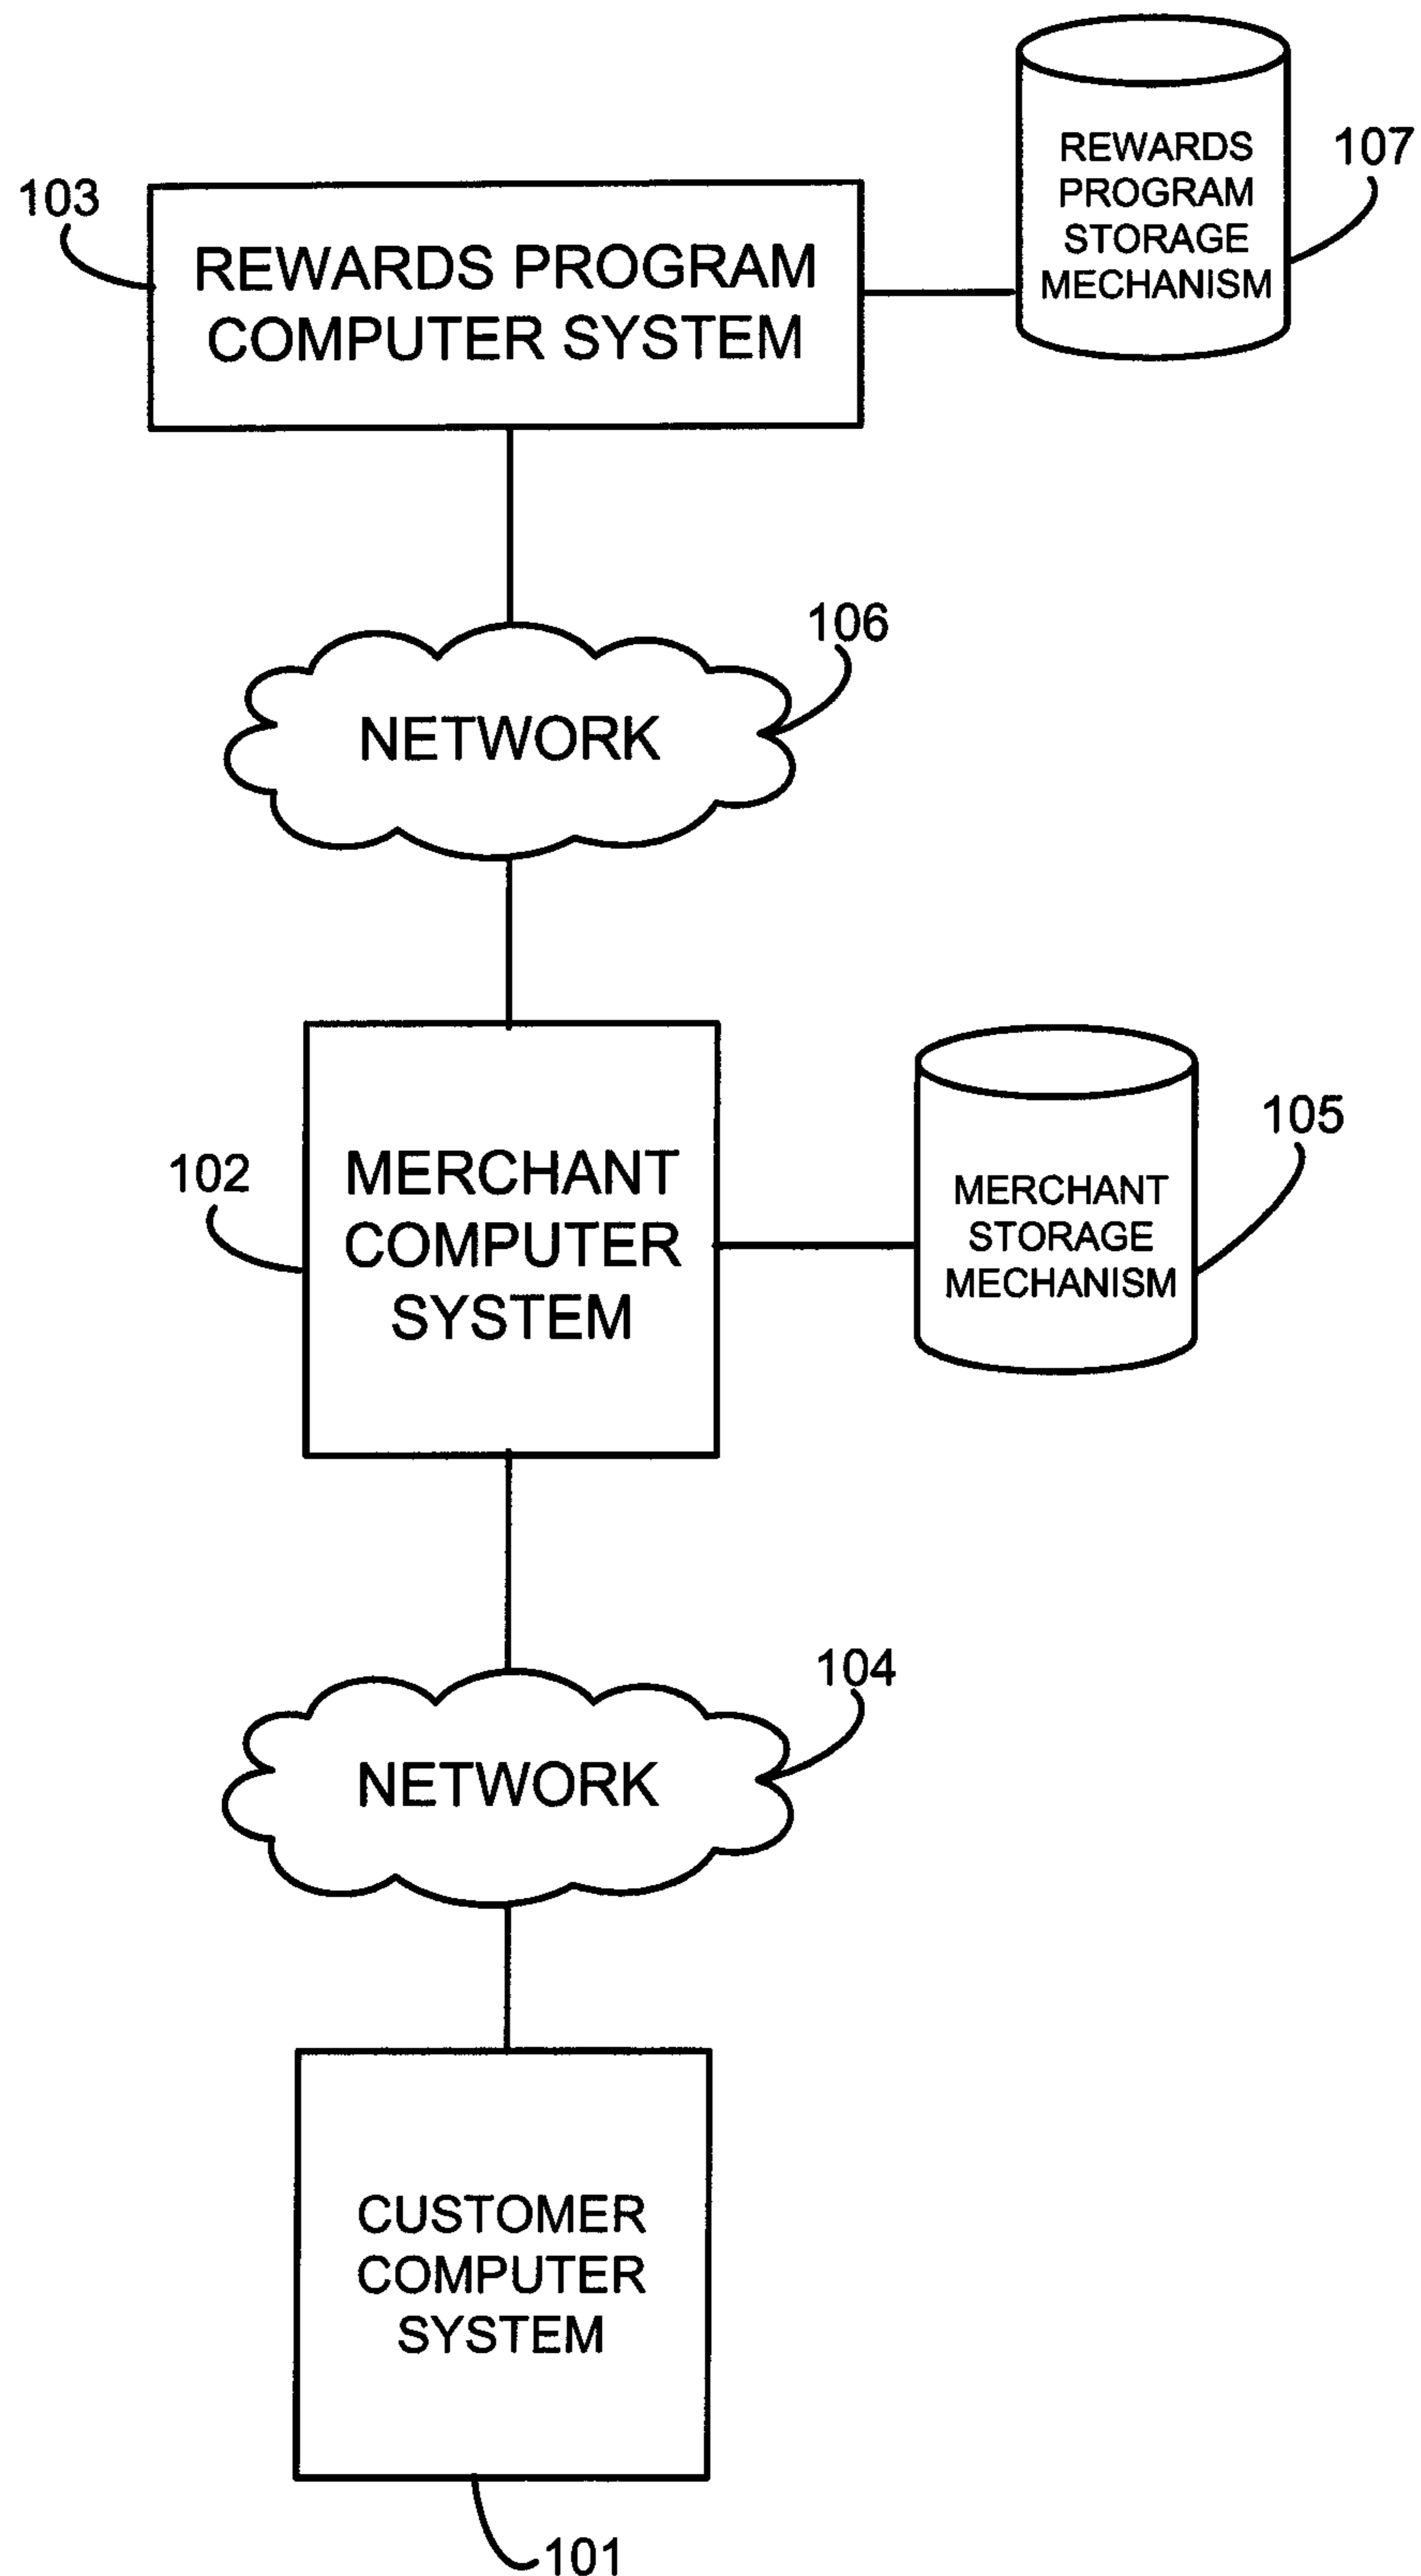 REWARDS
PROGRAM
STORAGE
MECHANISM
107
103
REWARDS PROGRAM
COMPUTER SYSTEM
106
NETWORK
102
MERCHANT
COMPUTER
SYSTEM
MERCHANT
STORAGE
MECHANISM
105
104
NETWORK
CUSTOMER
COMPUTER
SYSTEM
101